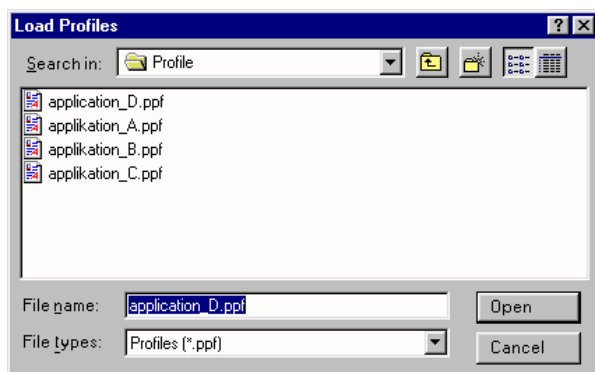 Load Profiles
Search in: Profile
application_D.ppf
applikation_A.ppf
applikation_B.ppf
applikation_C.ppf
File name: application_D.ppf Open
File types: Profiles (*.ppf) Cancel